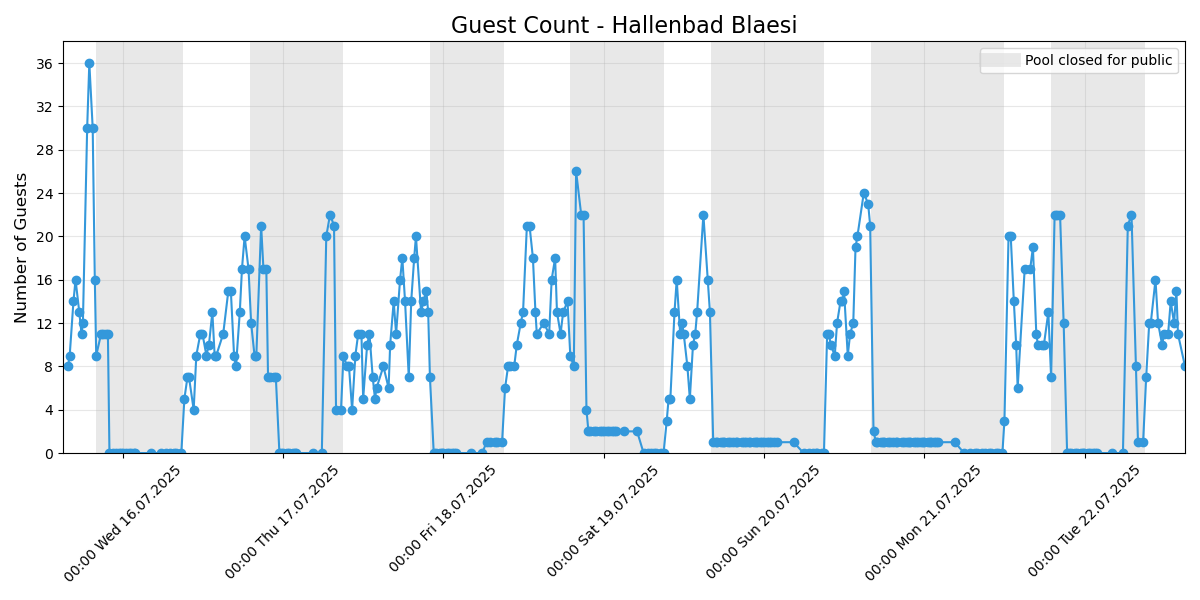 Guest Count - Hallenbad Blaesi
Pool closed for public
Number of Guests
36
32
28
24
20
16
12
8
4
0
00:00 Wed 16.07.2025
00:00 Thu 17.07.2025
00:00 Fri 18.07.2025
00:00 Sat 19.07.2025
00:00 Sun 20.07.2025
00:00 Mon 21.07.2025
00:00 Tue 22.07.2025